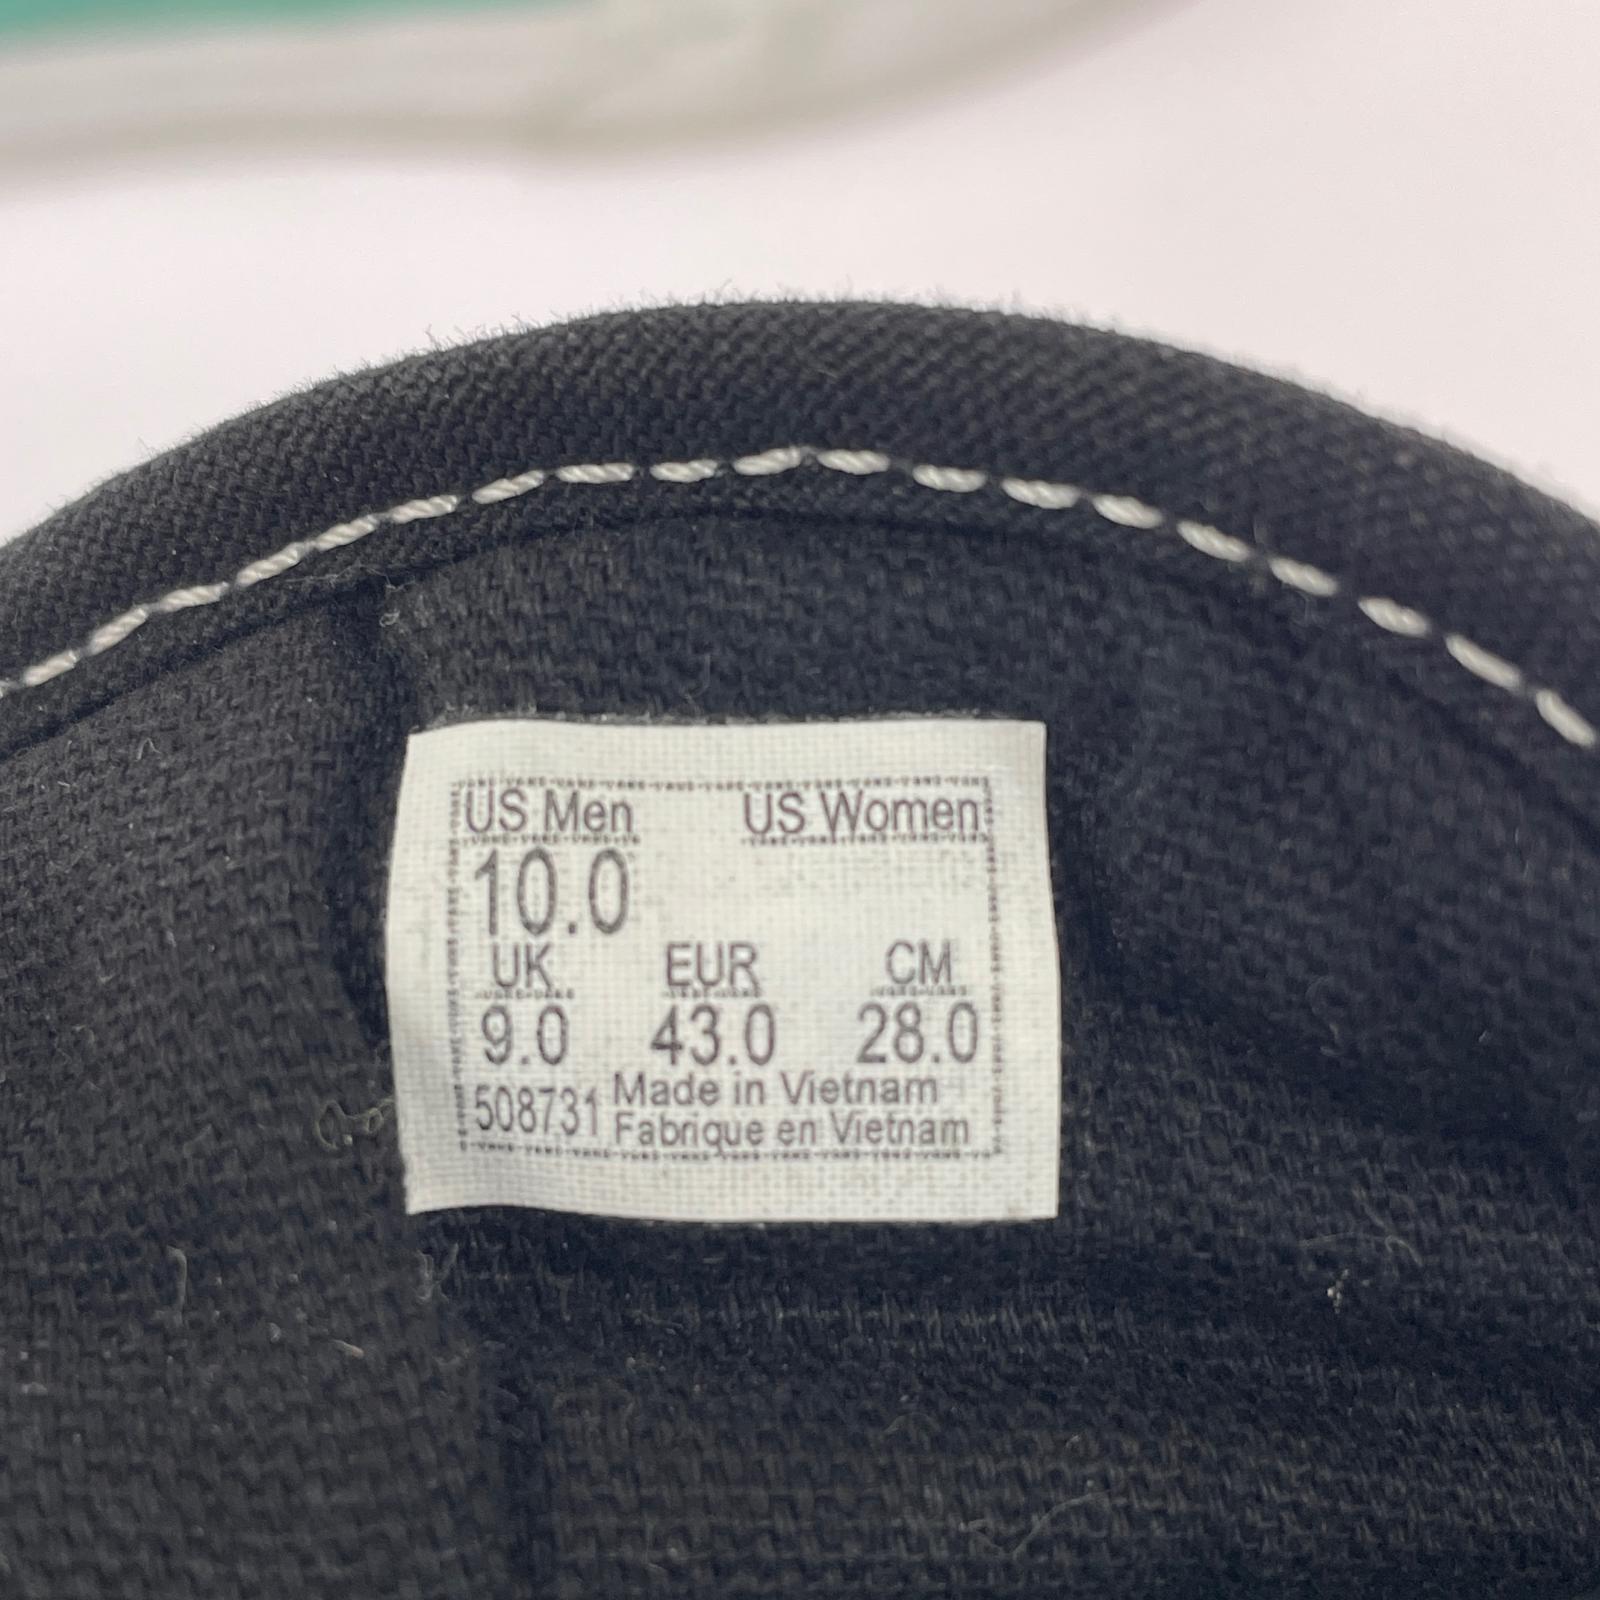 US Men US Women
10.0
UK EUR CM
9.0 43.0 28.0
508731 Made in Vietnam
Fabrique en Vietnam